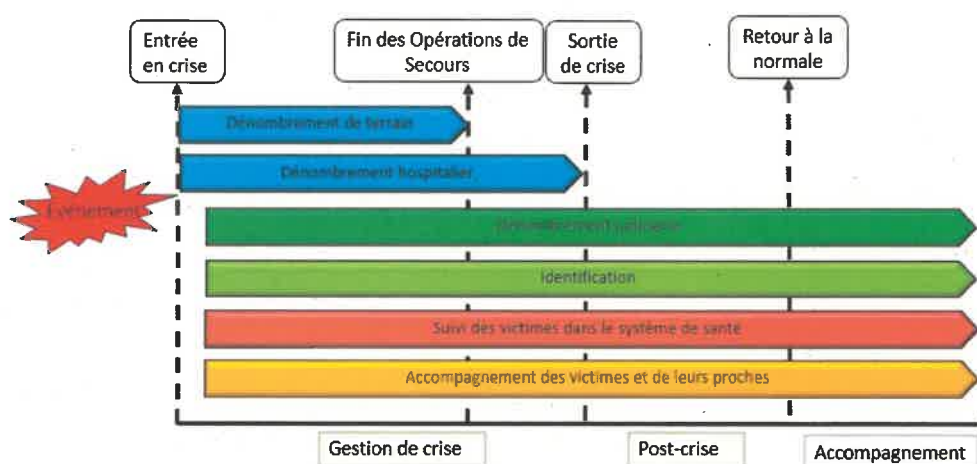 Entrée
en crise
Fin des Opérations de
Secours
Sortie
de crise
Retour à la
normale
Dénombrement de terrain
Dénombrement hospitalier
Événement
Dénombrement judiciaire
Identification
Suivi des victimes dans le système de santé
Accompagnement des victimes et de leurs proches
Gestion de crise
Post-crise
Accompagnement